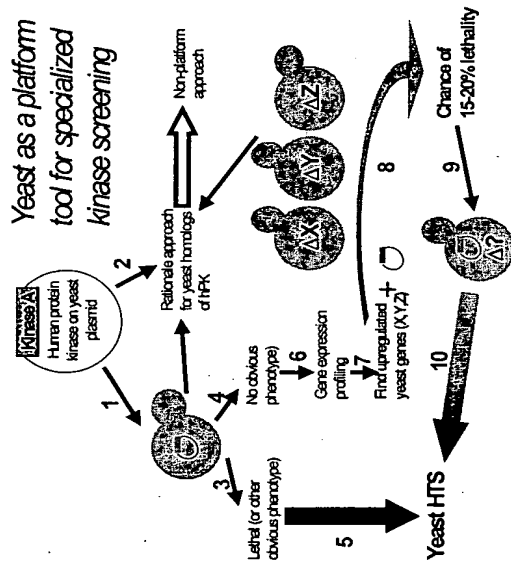 Yeast as a platform
tool for specialized
kinase screening
Kinase A
Human protein
kinase on yeast
plasmid
1
2
Rationale approach
for yeast homologs
of hPK
Non-platform
approach
3
4
Lethal (or other
obvious phenotype)
No obvious
phenotype)
6
Gene expression
profiling
7
Find upregulated
yeast genes (X,Y,Z)
+
ΔX
ΔY
ΔZ
8
Chance of
15-20% lethality
9
Δ?
5
10
Yeast HTS